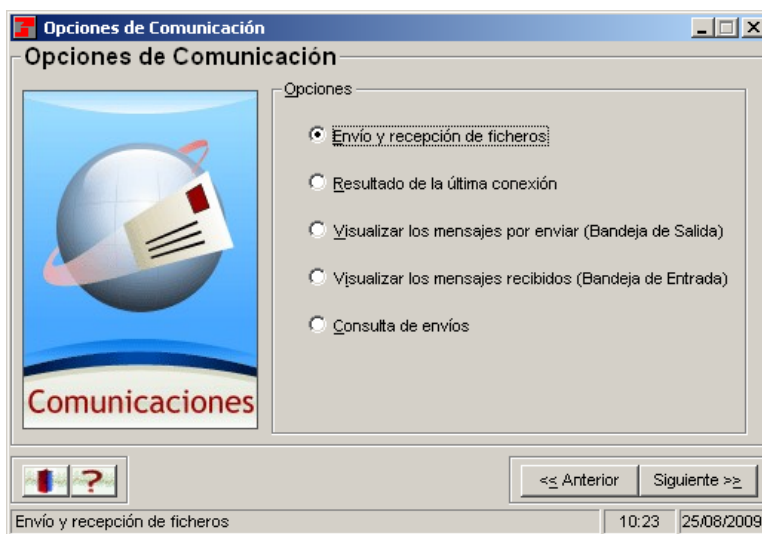 Opciones de Comunicación
Opciones de Comunicación
Opciones
Envío y recepción de ficheros
Resultado de la última conexión
Visualizar los mensajes por enviar (Bandeja de Salida)
Visualizar los mensajes recibidos (Bandeja de Entrada)
Consulta de envíos
Comunicaciones
?
<< Anterior
Siguiente >>
Envío y recepción de ficheros
10:23
25/08/2009